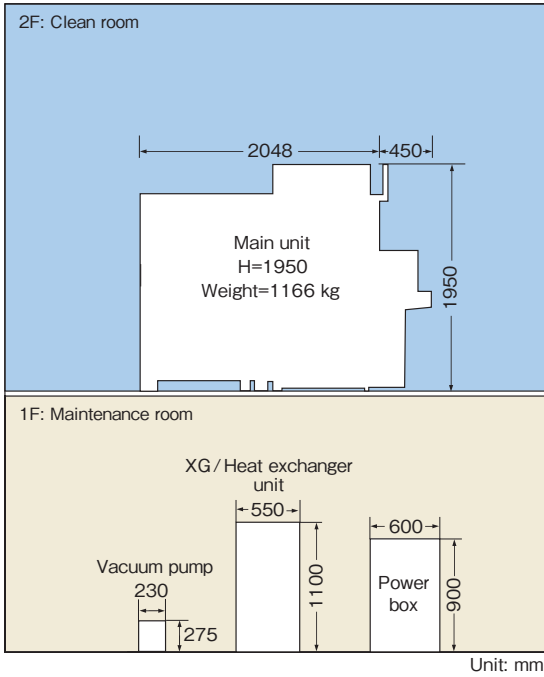 2F: Clean room
2048
450
Main unit
H=1950
Weight=1166 kg
1950
1F: Maintenance room
XG/Heat exchanger
unit
550
600
Vacuum pump
230
1100
Power
box
900
275
Unit: mm